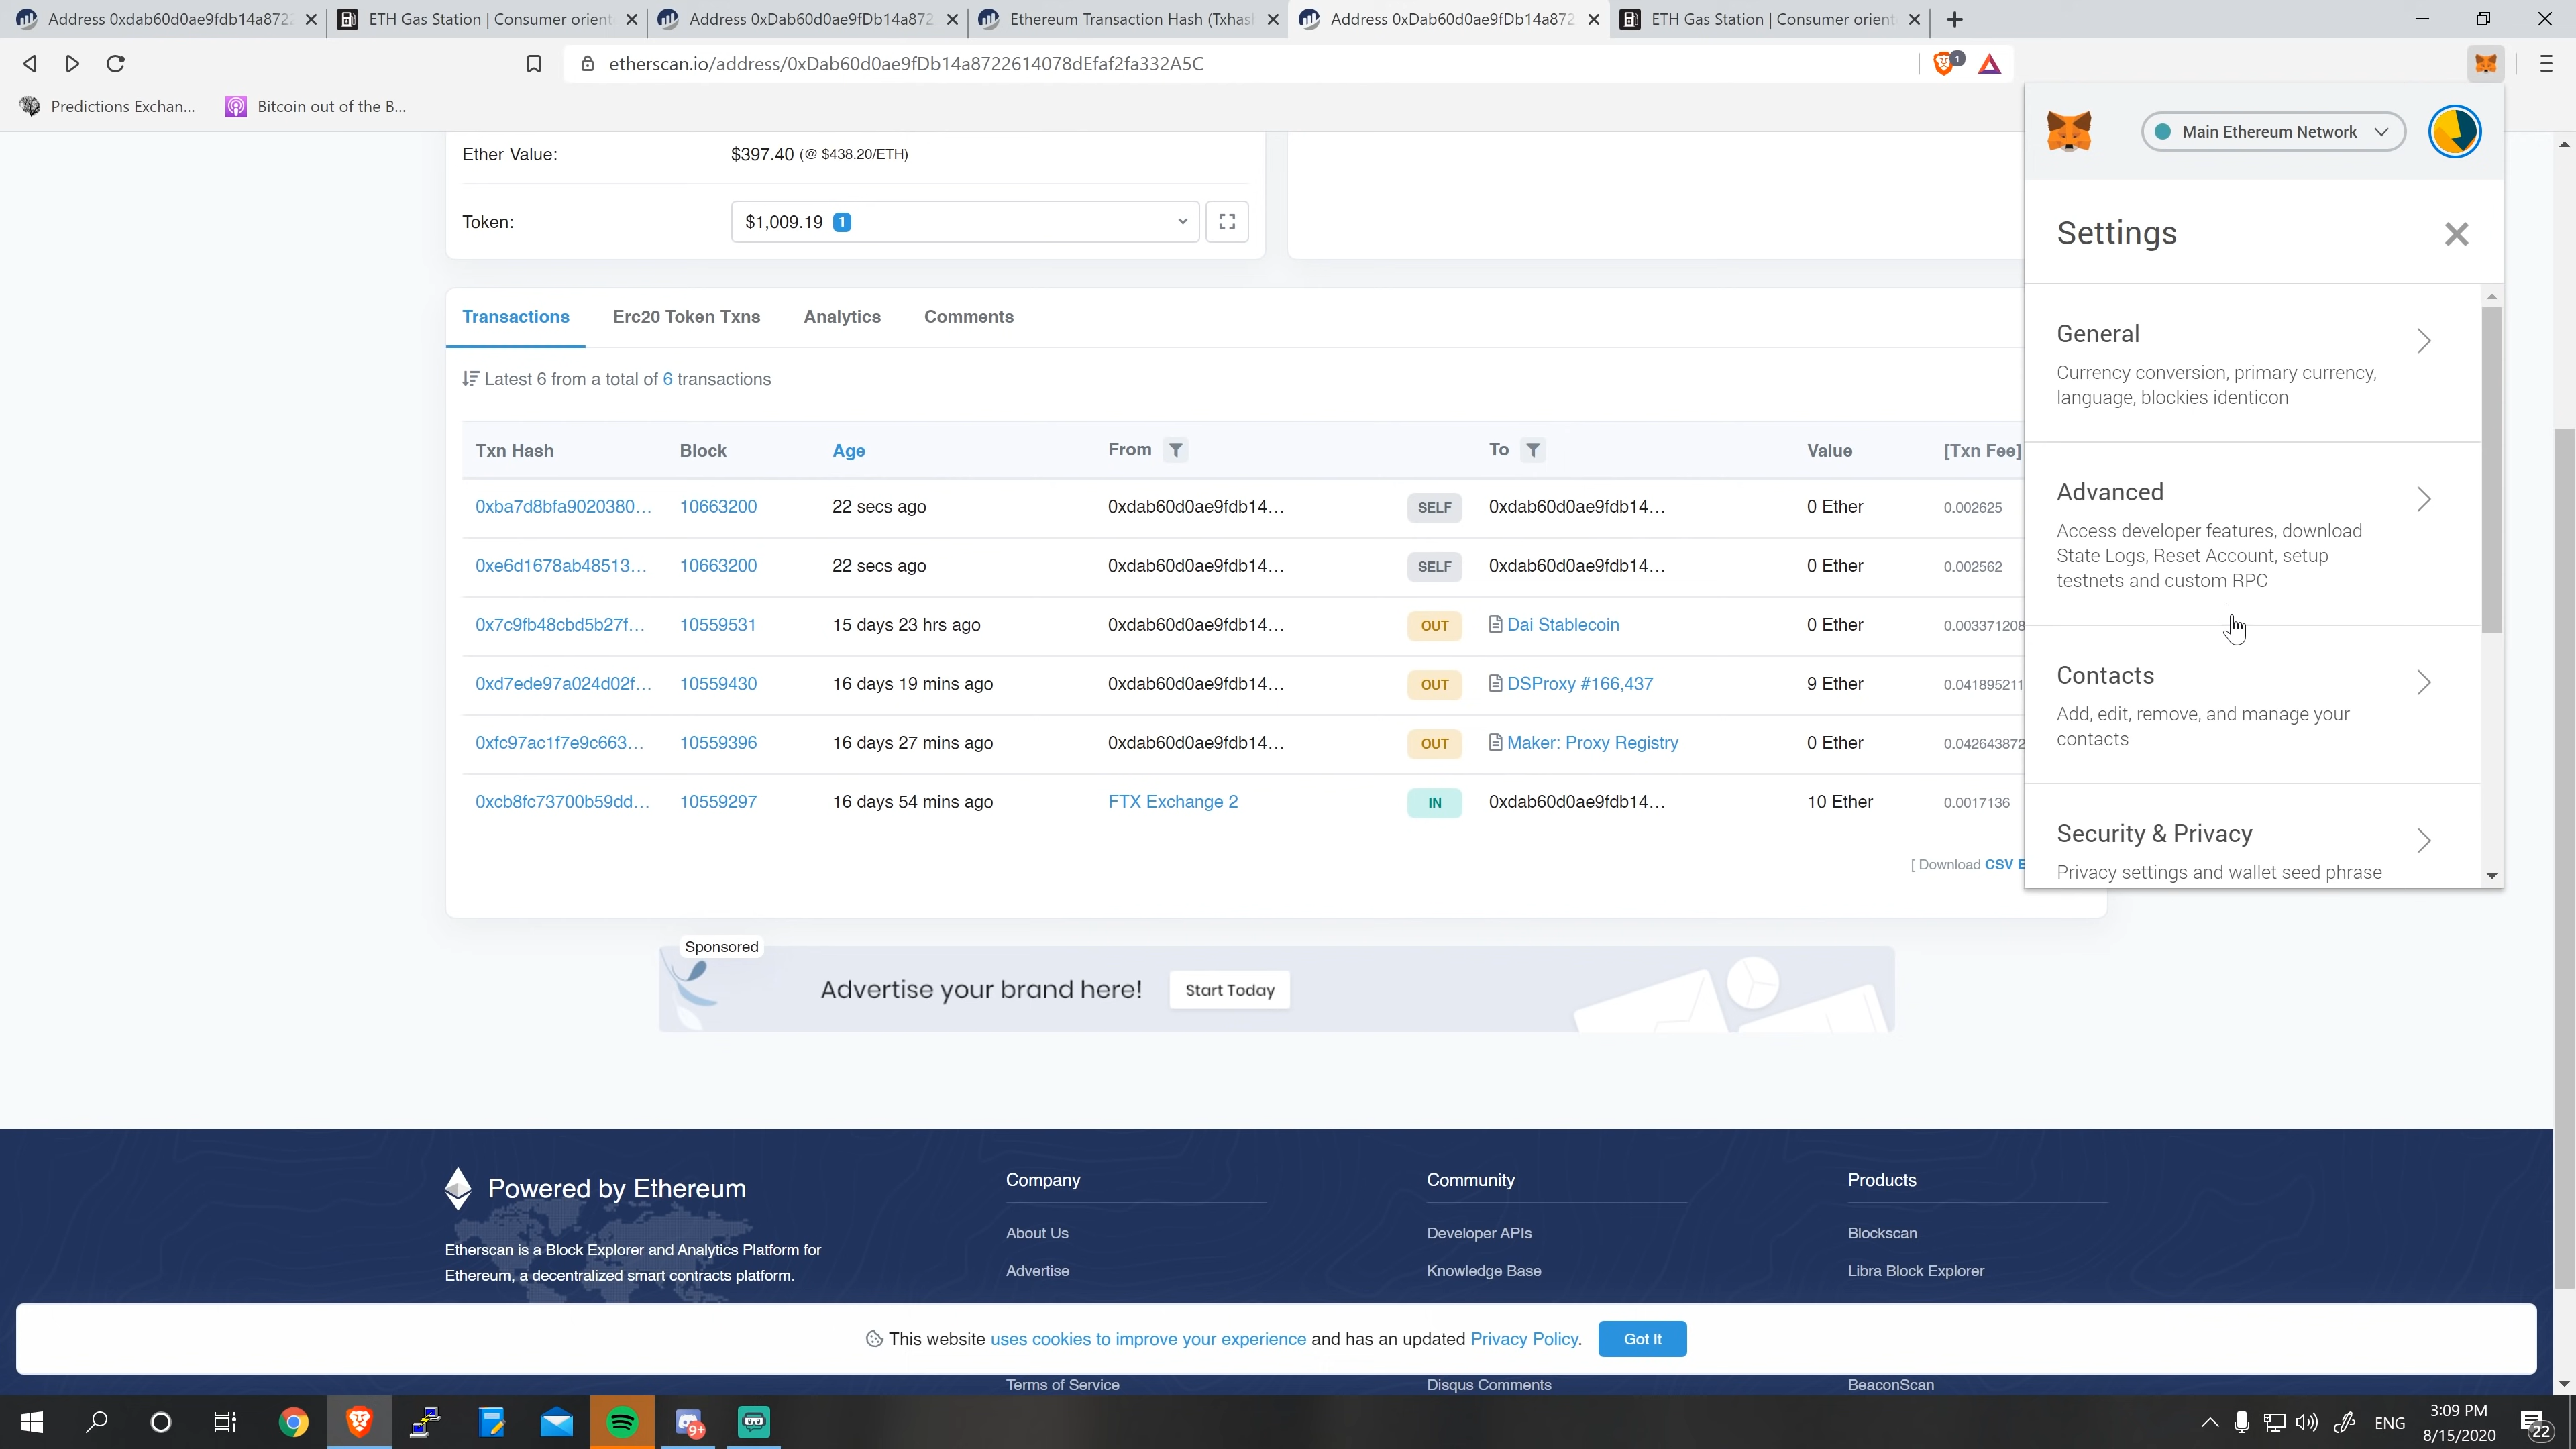 Address 0xdab60d0ae9fdb14a872
ETH Gas Station | Consumer orient
Address 0xDab60d0ae9fDb14a872
Ethereum Transaction Hash (Txhas
Address 0xDab60d0ae9fDb14a872
ETH Gas Station | Consumer orient
etherscan.io/address/0xDab60d0ae9fDb14a8722614078dEfaf2fa332A5C
1
Predictions Exchan...
Bitcoin out of the B...
Main Ethereum Network
Ether Value:
$397.40 (@ $438.20/ETH)
Token:
$1,009.19 1
Transactions
Erc20 Token Txns
Analytics
Comments
Latest 6 from a total of 6 transactions
Txn Hash Block Age From To Value [Txn Fee]
0xba7d8bfa9020380... 10663200 22 secs ago 0xdab60d0ae9fdb14... SELF 0xdab60d0ae9fdb14... 0 Ether 0.002625
0xe6d1678ab48513... 10663200 22 secs ago 0xdab60d0ae9fdb14... SELF 0xdab60d0ae9fdb14... 0 Ether 0.002562
0x7c9fb48cbd5b27f... 10559531 15 days 23 hrs ago 0xdab60d0ae9fdb14... OUT Dai Stablecoin 0 Ether 0.003371208
0xd7ede97a024d02f... 10559430 16 days 19 mins ago 0xdab60d0ae9fdb14... OUT DSProxy #166,437 9 Ether 0.041895211
0xfc97ac1f7e9c663... 10559396 16 days 27 mins ago 0xdab60d0ae9fdb14... OUT Maker: Proxy Registry 0 Ether 0.042643872
0xcb8fc73700b59dd... 10559297 16 days 54 mins ago FTX Exchange 2 IN 0xdab60d0ae9fdb14... 10 Ether 0.0017136
[ Download CSV E
Settings
General
Currency conversion, primary currency,
language, blockies identicon
Advanced
Access developer features, download
State Logs, Reset Account, setup
testnets and custom RPC
Contacts
Add, edit, remove, and manage your
contacts
Security & Privacy
Privacy settings and wallet seed phrase
Sponsored
Advertise your brand here!
Start Today
Powered by Ethereum
Etherscan is a Block Explorer and Analytics Platform for
Ethereum, a decentralized smart contracts platform.
Company
About Us
Advertise
Community
Developer APIs
Knowledge Base
Products
Blockscan
Libra Block Explorer
This website uses cookies to improve your experience and has an updated Privacy Policy.
Got It
Terms of Service
Disqus Comments
BeaconScan
9+
ENG
3:09 PM
8/15/2020
22